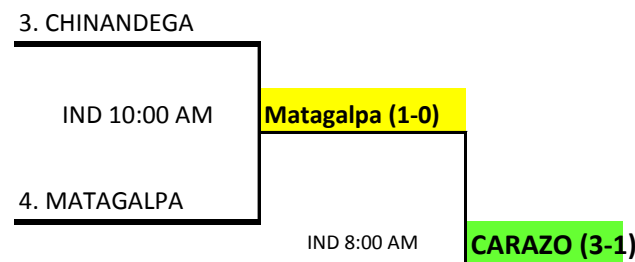 3. CHINANDEGA
IND 10:00 AM
Matagalpa (1-0)
4. MATAGALPA
IND 8:00 AM
CARAZO (3-1)